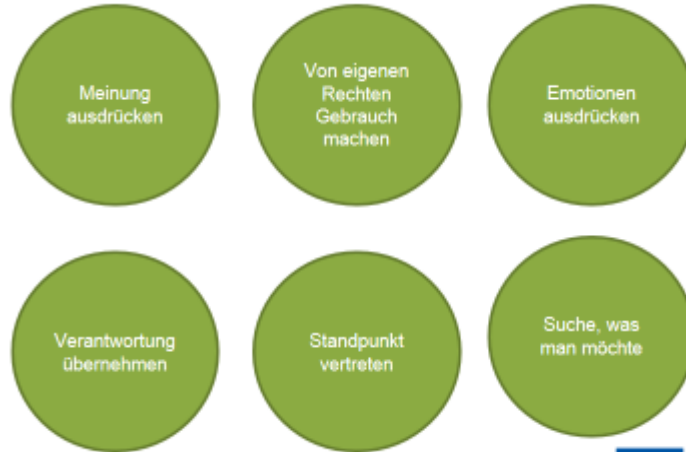 Meinung
ausdrücken
Von eigenen
Rechten
Gebrauch
machen
Emotionen
ausdrücken
Verantwortung
übernehmen
Standpunkt
vertreten
Suche, was
man möchte